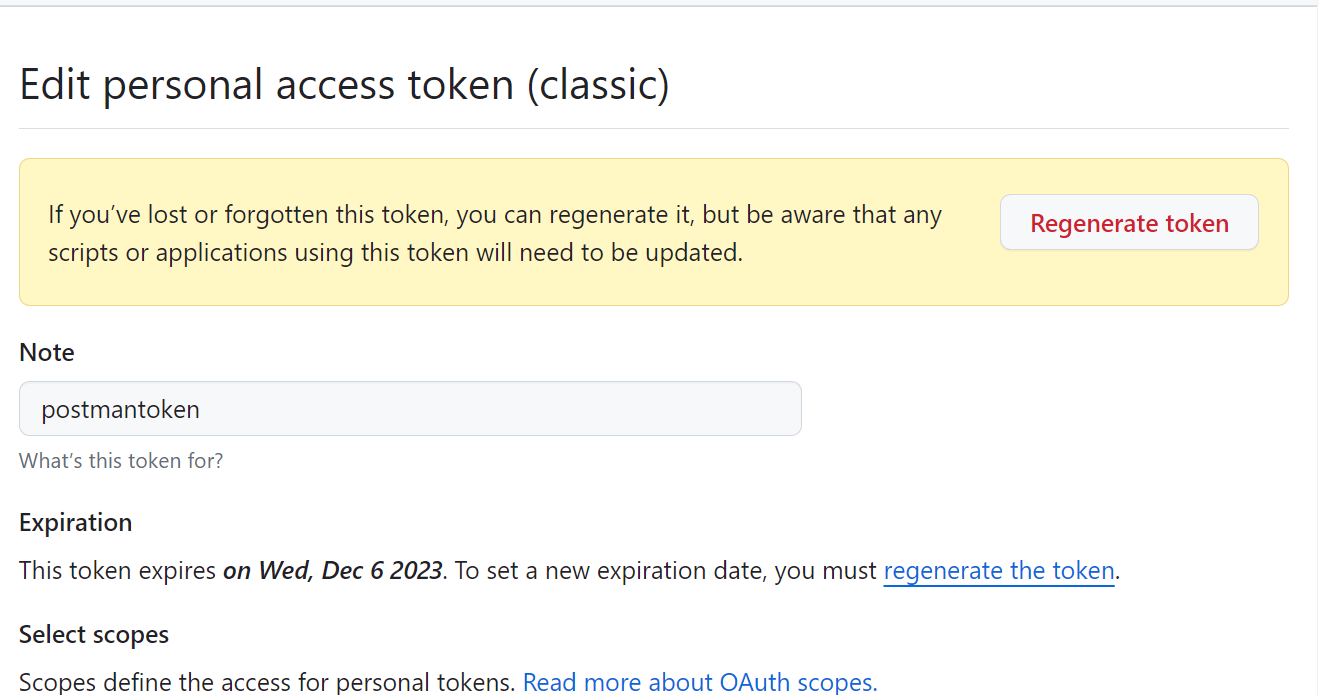 Edit personal access token (classic)
If you’ve lost or forgotten this token, you can regenerate it, but be aware that any
scripts or applications using this token will need to be updated.
Regenerate token
Note
postmantoken
What’s this token for?
Expiration
This token expires on Wed, Dec 6 2023. To set a new expiration date, you must regenerate the token.
Select scopes
Scopes define the access for personal tokens. Read more about OAuth scopes.